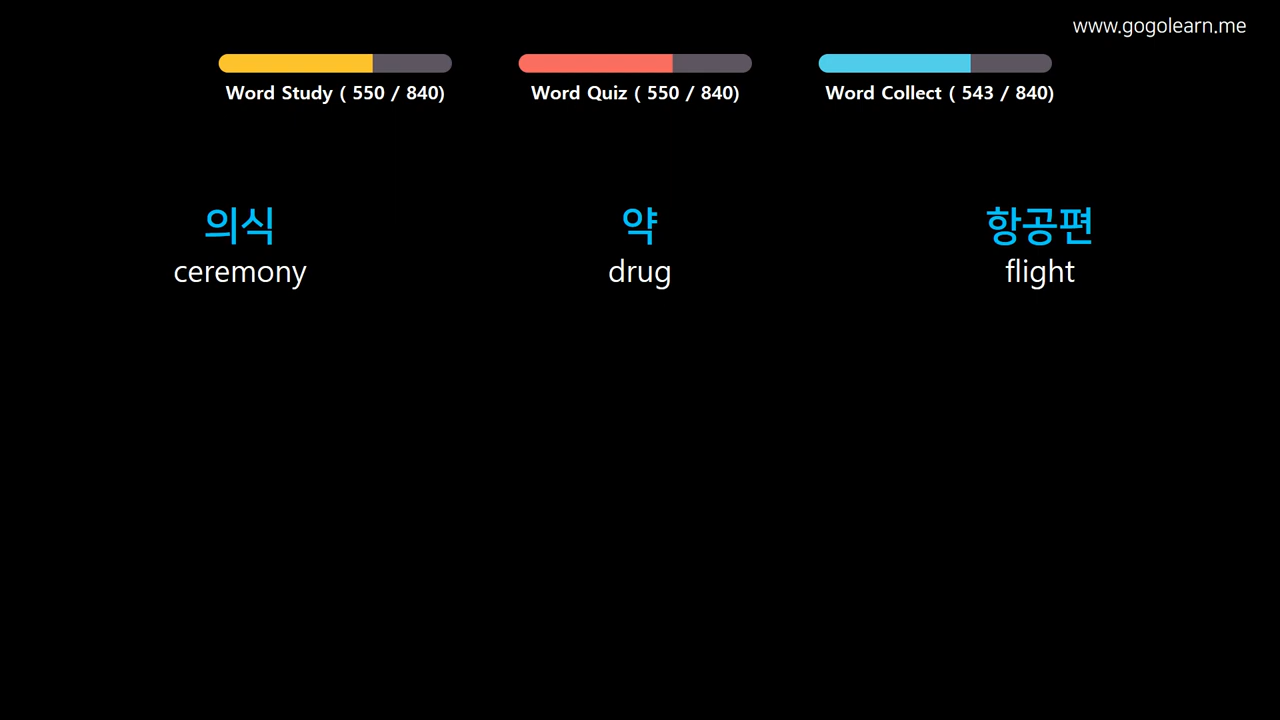 www.gogolearn.me
Word Study ( 550 / 840)
Word Quiz ( 550 / 840)
Word Collect ( 543 / 840)
의식
ceremony
약
drug
항공편
flight